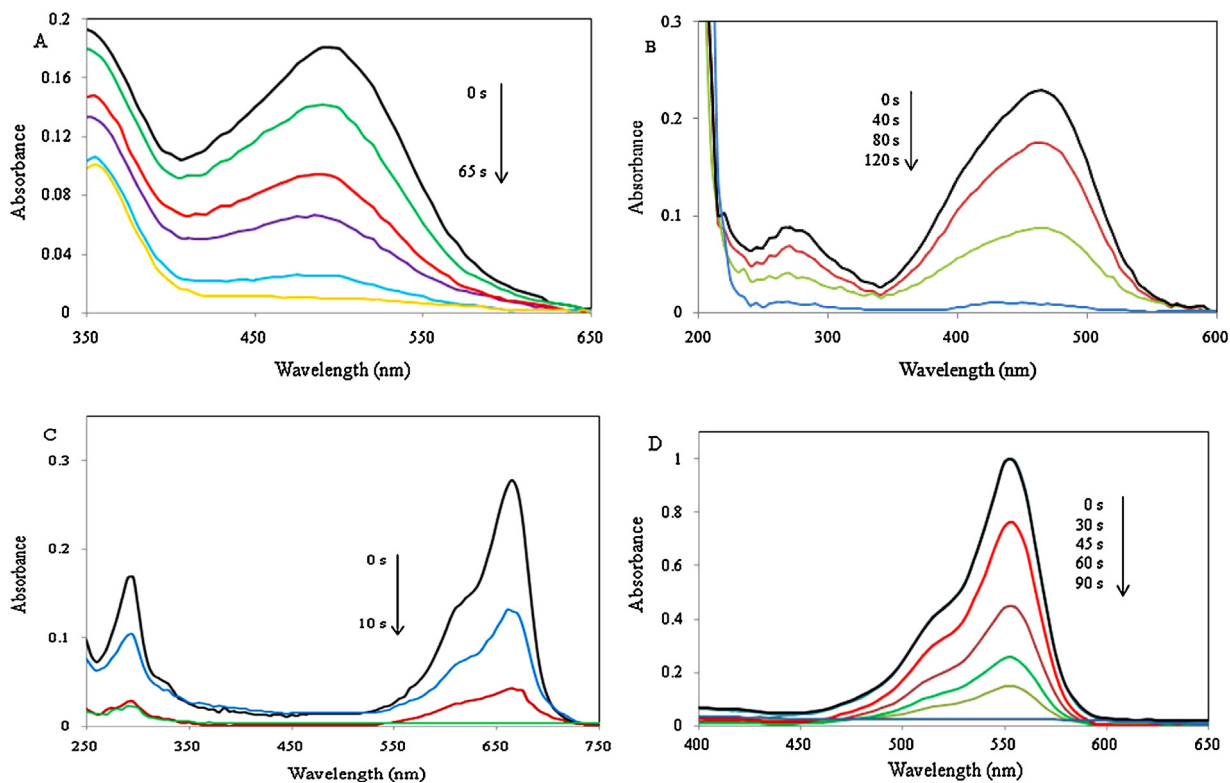 A
0.2
0.16
0.12
0.08
0.04
0
350
450
550
650
Absorbance
Wavelength (nm)
0 s
65 s
B
0.3
0.2
0.1
0
200
300
400
500
600
Absorbance
Wavelength (nm)
0 s
40 s
80 s
120 s
C
0.3
0.2
0.1
0
250
350
450
550
650
750
Absorbance
Wavelength (nm)
0 s
10 s
D
1
0.8
0.6
0.4
0.2
0
400
450
500
550
600
650
Absorbance
Wavelength (nm)
0 s
30 s
45 s
60 s
90 s